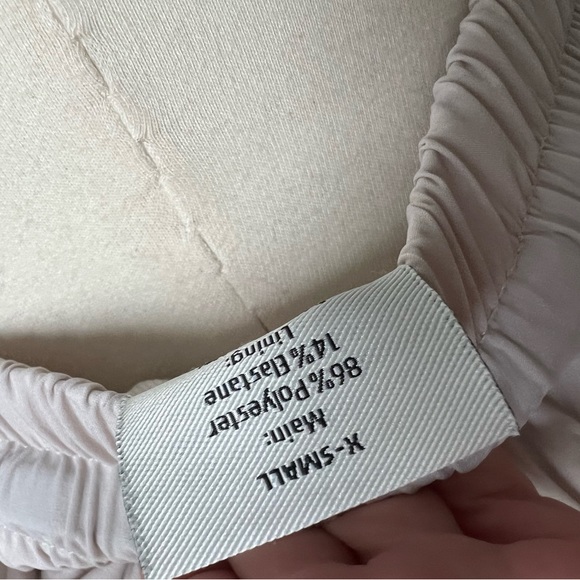 X-SMALL
Main:
86% Polyester
14% Elastane
Lining: